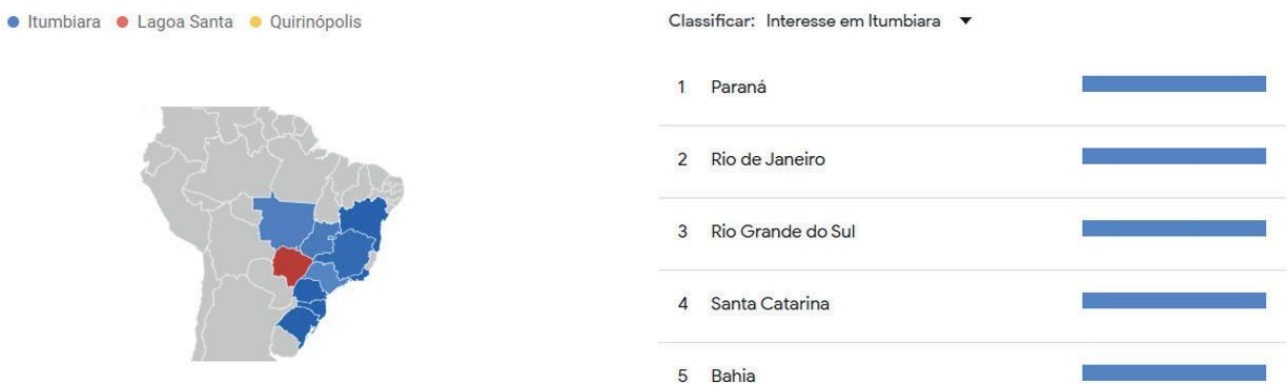 Itumbiara Lagoa Santa Quirinópolis
Classificar: Interesse em Itumbiara
1 Paraná
2 Rio de Janeiro
3 Rio Grande do Sul
4 Santa Catarina
5 Bahia